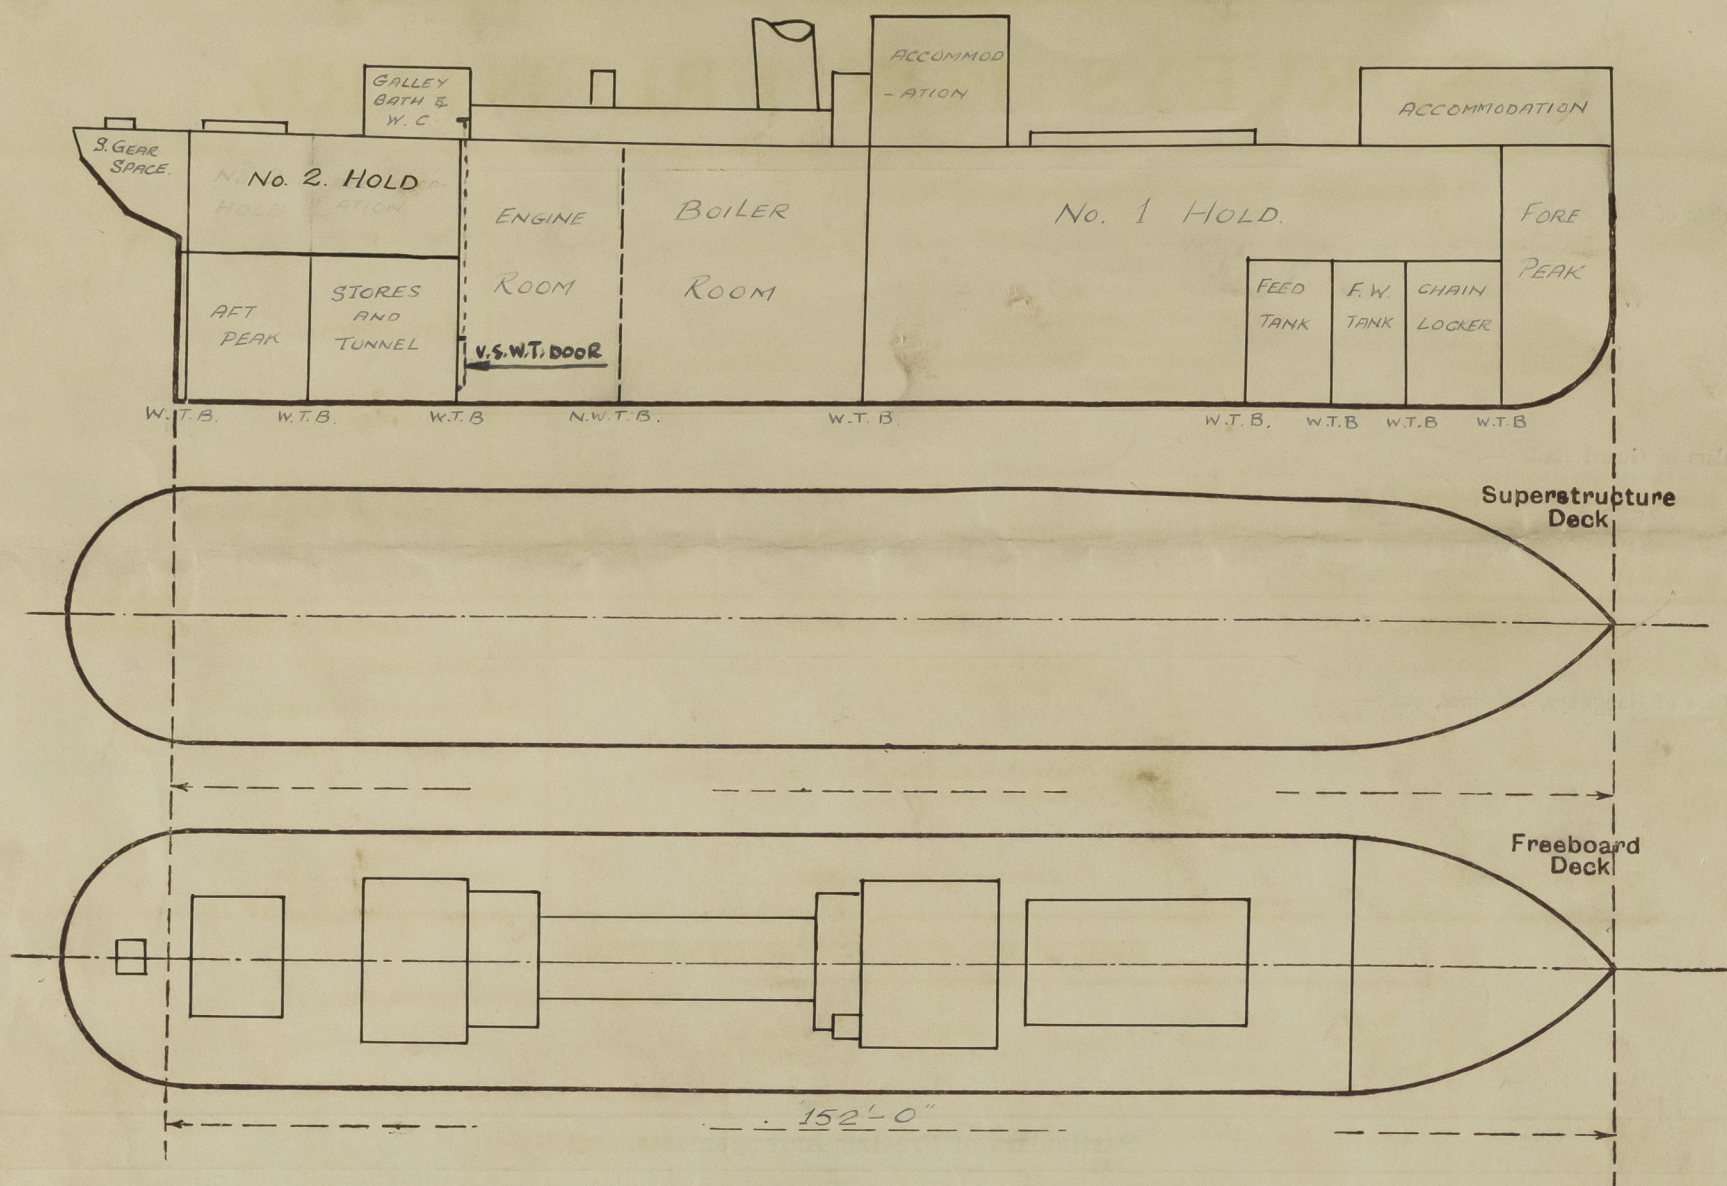 ACCOMMOD
- ATION
GALLEY
BATH &
W. C
ACCOMMODATION
S. GEAR
SPACE.
No. 2. HOLD
ENGINE
ROOM
BOILER
ROOM
No. 1 HOLD.
FORE
PEAK
AFT
PEAK
STORES
AND
TUNNEL
V.S.W.T. DOOR
FEED
TANK
F.W.
TANK
CHAIN
LOCKER
W.T.B.
W.T.B.
W.T.B
N.W.T.B.
W.T.B.
W.T.B.
W.T.B
W.T.B
W.T.B
Superstructure
Deck
Freeboard
Deck
152'-0"